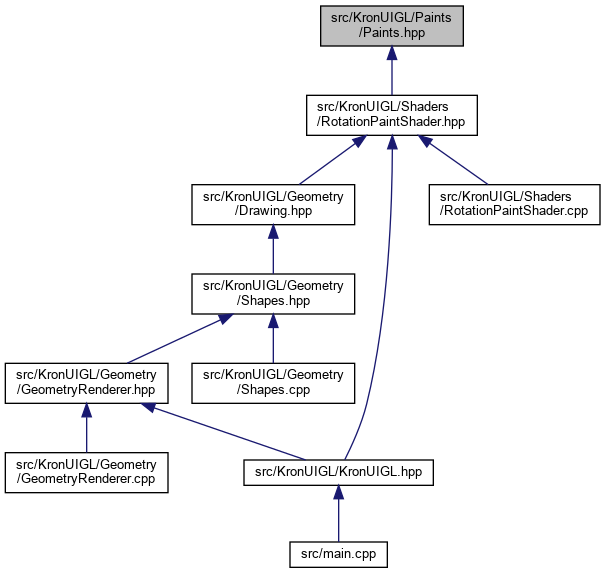 src/KronUIGL/Paints
/Paints.hpp
src/KronUIGL/Shaders
/RotationPaintShader.hpp
src/KronUIGL/Geometry
/Drawing.hpp
src/KronUIGL/Shaders
/RotationPaintShader.cpp
src/KronUIGL/Geometry
/Shapes.hpp
src/KronUIGL/Geometry
/GeometryRenderer.hpp
src/KronUIGL/Geometry
/Shapes.cpp
src/KronUIGL/Geometry
/GeometryRenderer.cpp
src/KronUIGL/KronUIGL.hpp
src/main.cpp